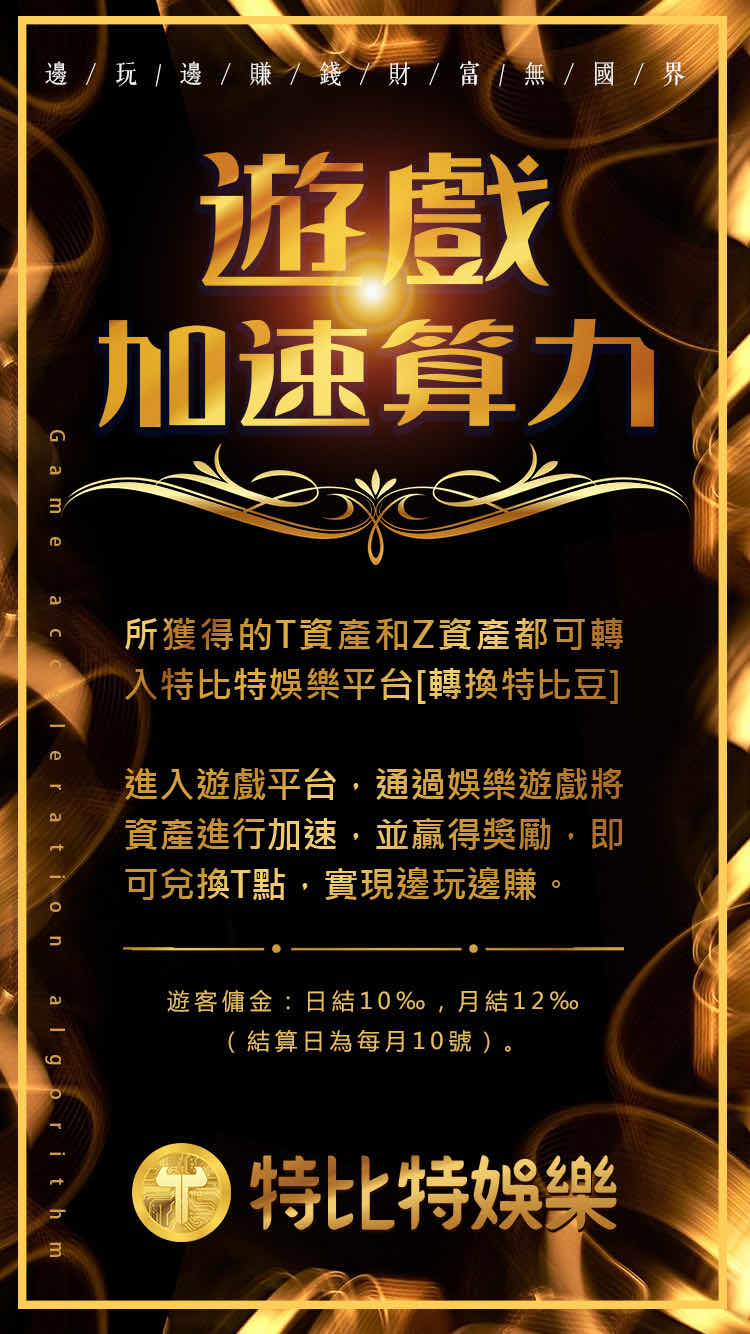 邊/玩/邊/賺/錢/財/富/無/國/界
遊戲
加速算力
Game acceleration algorithm
所獲得的T資產和Z資產都可轉
入特比特娛樂平台[轉換特比豆]
進入遊戲平台，通過娛樂遊戲將
資產進行加速，並贏得獎勵，即
可兌換T點，實現邊玩邊賺。
遊客傭金：日結10‰，月結12‰
（結算日為每月10號）。
特比特娛樂